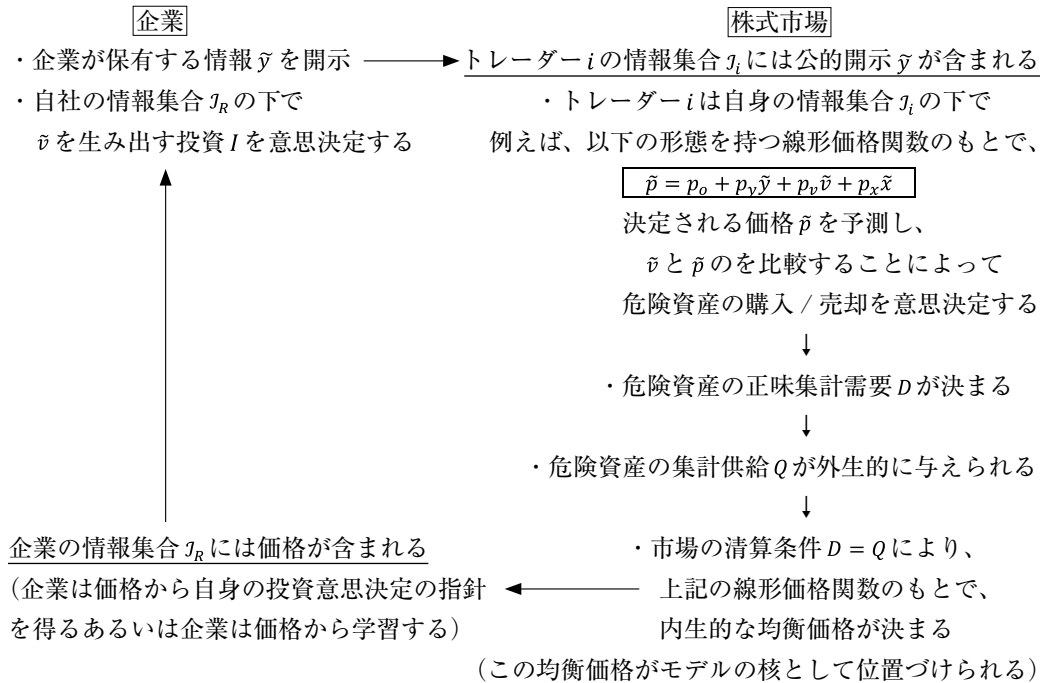 企業
・企業が保有する情報 ỹ を開示
・自社の情報集合 ℐ_R の下で
ṽ を生み出す投資 I を意思決定する
株式市場
トレーダー i の情報集合 ℐ_i には公的開示 ỹ が含まれる
・トレーダー i は自身の情報集合 ℐ_i の下で
例えば、以下の形態を持つ線形価格関数のもとで、
p̃ = p_o + p_y ỹ + p_v ṽ + p_x x̃
決定される価格 p̃ を予測し、
ṽ と p̃ のを比較することによって
危険資産の購入 / 売却を意思決定する
↓
・危険資産の正味集計需要 D が決まる
↓
・危険資産の集計供給 Q が外生的に与えられる
↓
・市場の清算条件 D = Q により、
上記の線形価格関数のもとで、
内生的な均衡価格が決まる
(この均衡価格がモデルの核として位置づけられる)
企業の情報集合 ℐ_R には価格が含まれる
(企業は価格から自身の投資意思決定の指針
を得るあるいは企業は価格から学習する)